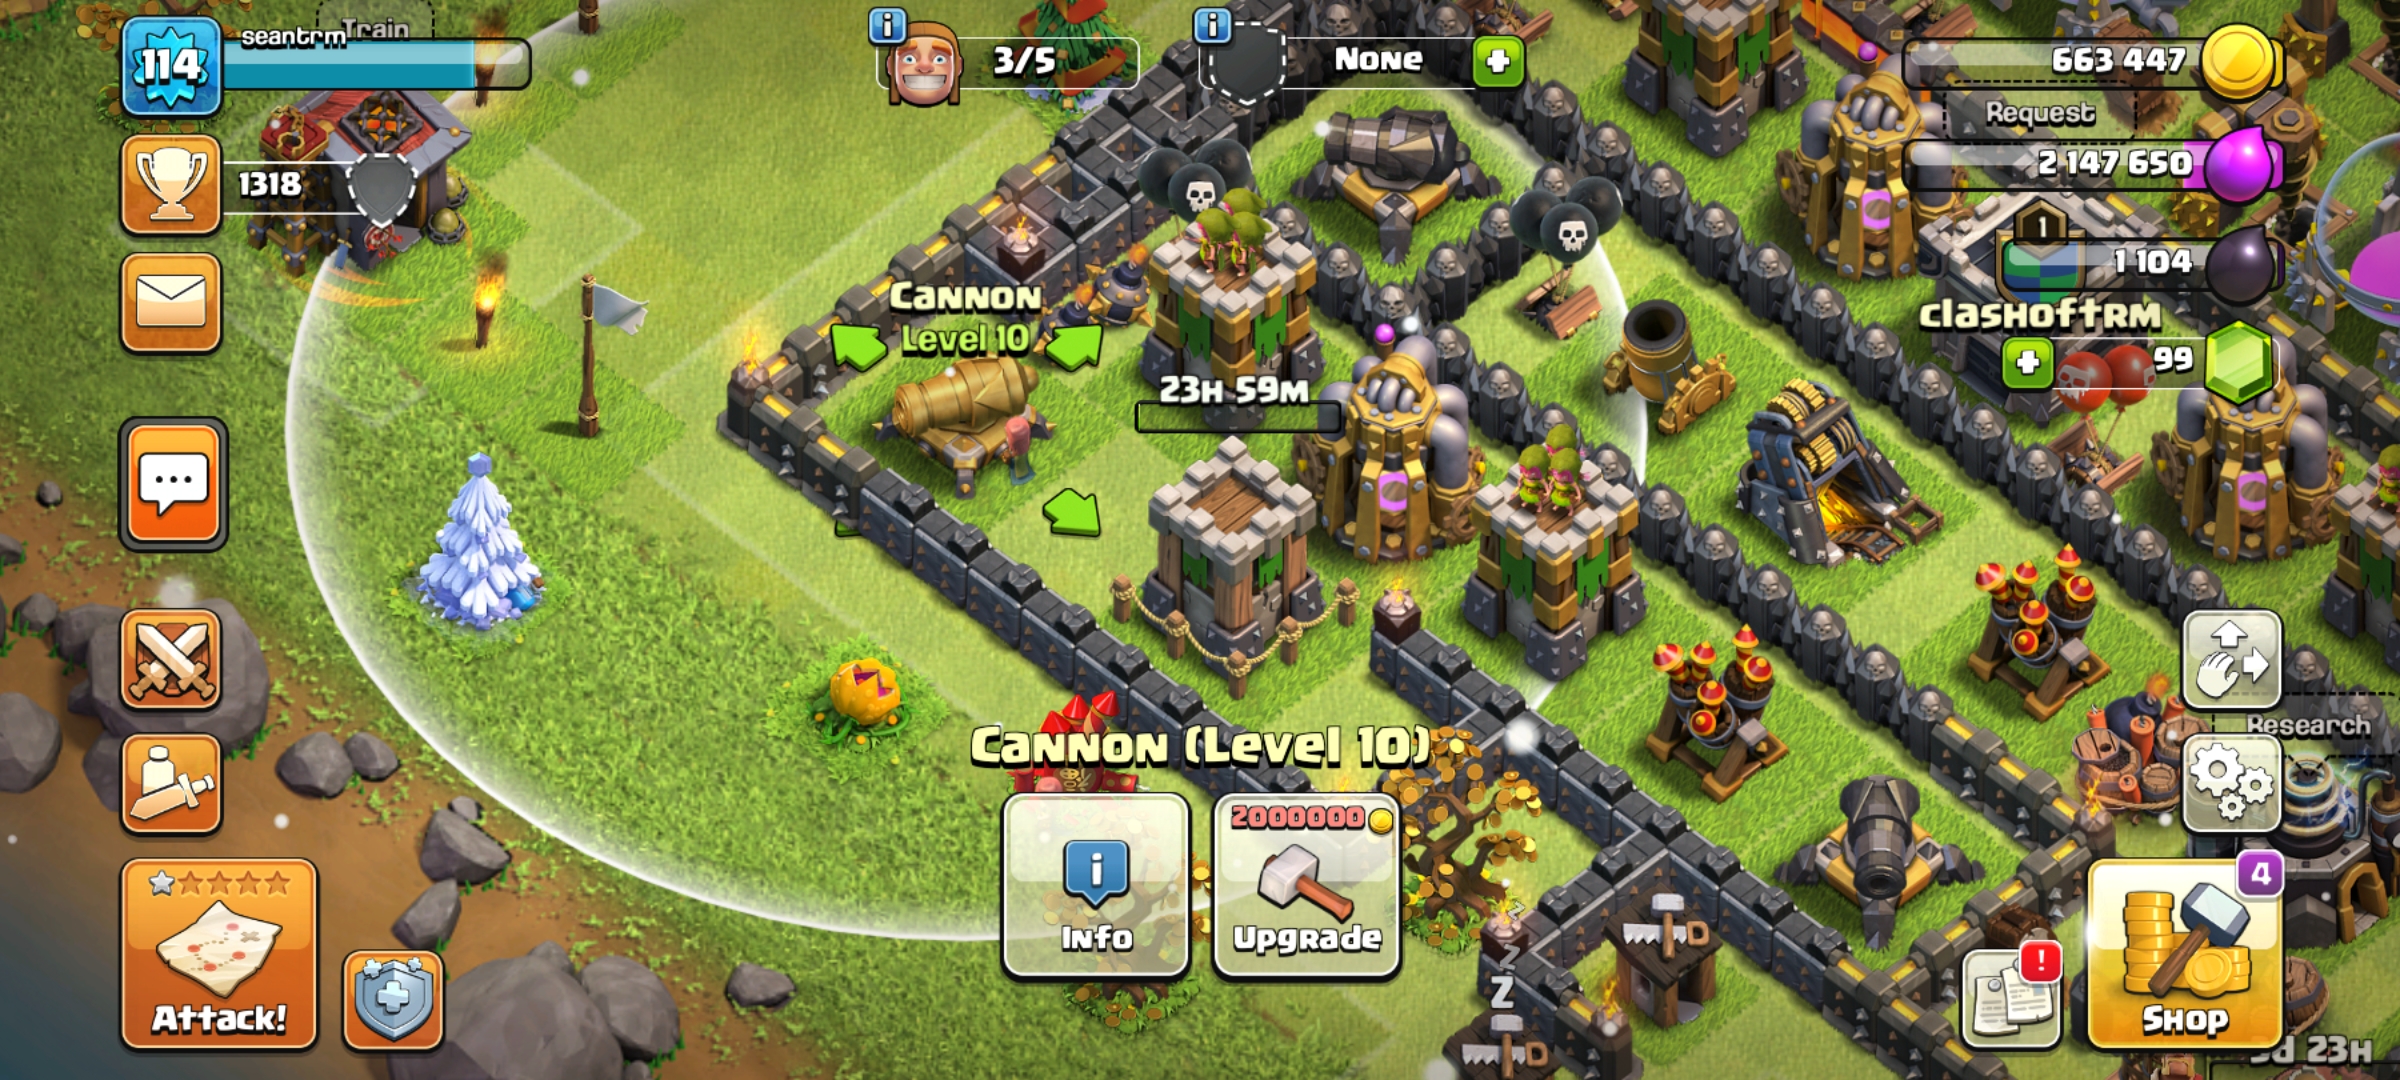 Train
seantrm
114
3/5
None
663 447
Request
2 147 650
1318
1
1 104
Cannon
Level 10
clashoftRM
99
23H 59M
Research
Cannon (Level 10)
2000000
Info
Upgrade
4
Z
Z
Z
Attack!
!
Shop
23H